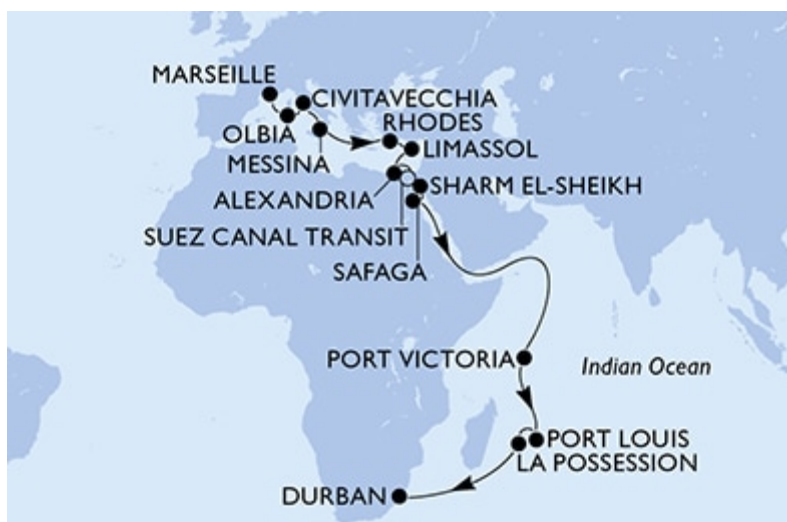 MARSEILLE
CIVITAVECCHIA
OLBIA
RHODES
MESSINA
LIMASSOL
ALEXANDRIA
SHARM EL-SHEIKH
SUEZ CANAL TRANSIT
SAFAGA
PORT VICTORIA
Indian Ocean
PORT LOUIS
LA POSSESSION
DURBAN